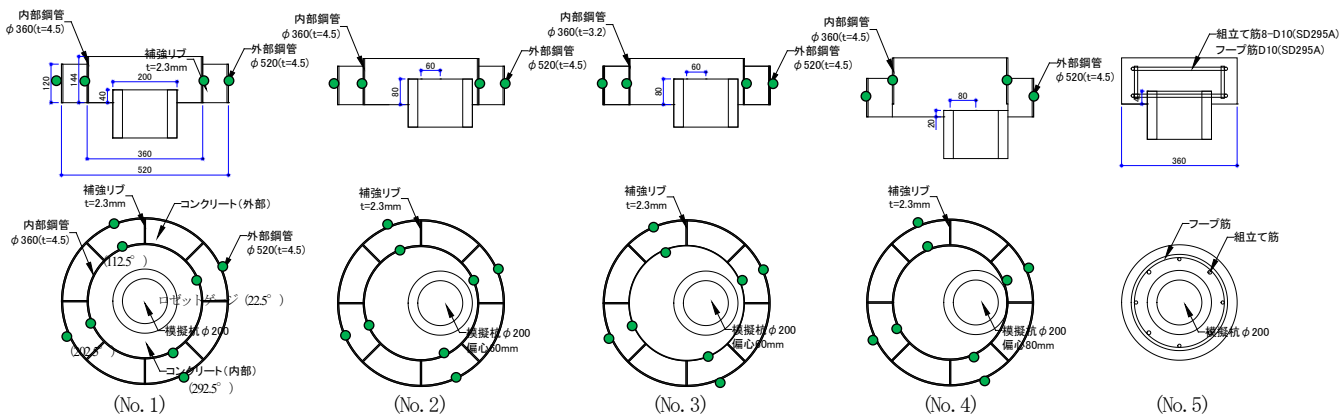 内部鋼管
φ360(t=4.5)
補強リブ
t=2.3mm
外部鋼管
φ520(t=4.5)
120
144
40
200
360
520
補強リブ
t=2.3mm
コンクリート(外部)
内部鋼管
φ360(t=4.5)
外部鋼管
φ520(t=4.5)
(112.5°)
ロゼットゲージ(22.5°)
模擬杭φ200
(202.5°)
コンクリート(内部)
(292.5°)
(No. 1)
内部鋼管
φ360(t=4.5)
外部鋼管
φ520(t=4.5)
60
80
補強リブ
t=2.3mm
模擬杭φ200
偏心60mm
(No. 2)
内部鋼管
φ360(t=3.2)
外部鋼管
φ520(t=4.5)
60
80
補強リブ
t=2.3mm
模擬杭φ200
偏心60mm
(No. 3)
内部鋼管
φ360(t=4.5)
外部鋼管
φ520(t=4.5)
80
20
補強リブ
t=2.3mm
模擬杭φ200
偏心80mm
(No. 4)
組立て筋8-D10(SD295A)
フープ筋D10(SD295A)
360
フープ筋
組立て筋
模擬杭φ200
(No. 5)